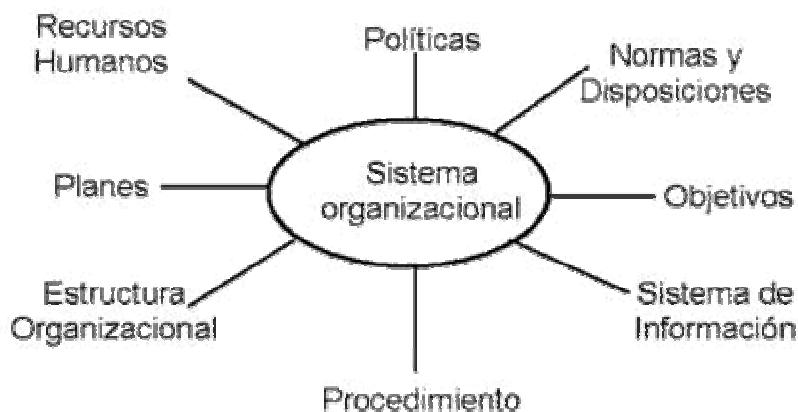 Recursos
Humanos
Políticas
Normas y
Disposiciones
Planes
Sistema
organizacional
Objetivos
Estructura
Organizacional
Sistema de
Información
Procedimiento